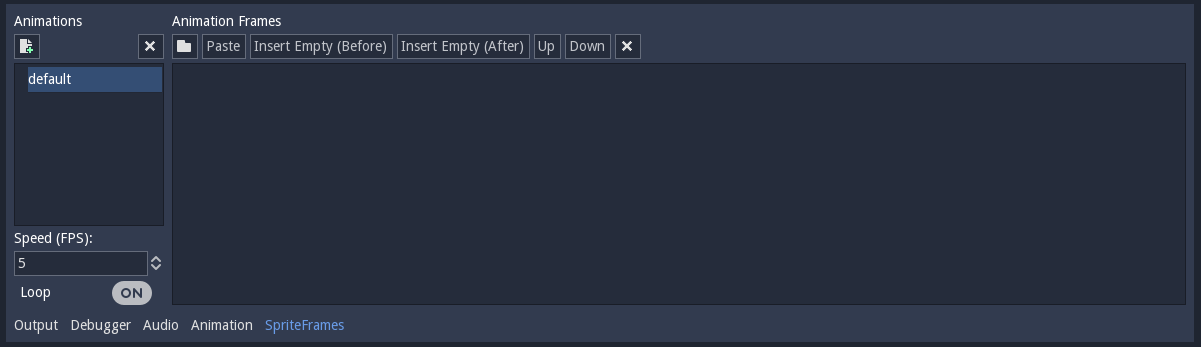 Animations
Animation Frames
Paste Insert Empty (Before) Insert Empty (After) Up Down
default
Speed (FPS):
5
Loop ON
Output Debugger Audio Animation SpriteFrames